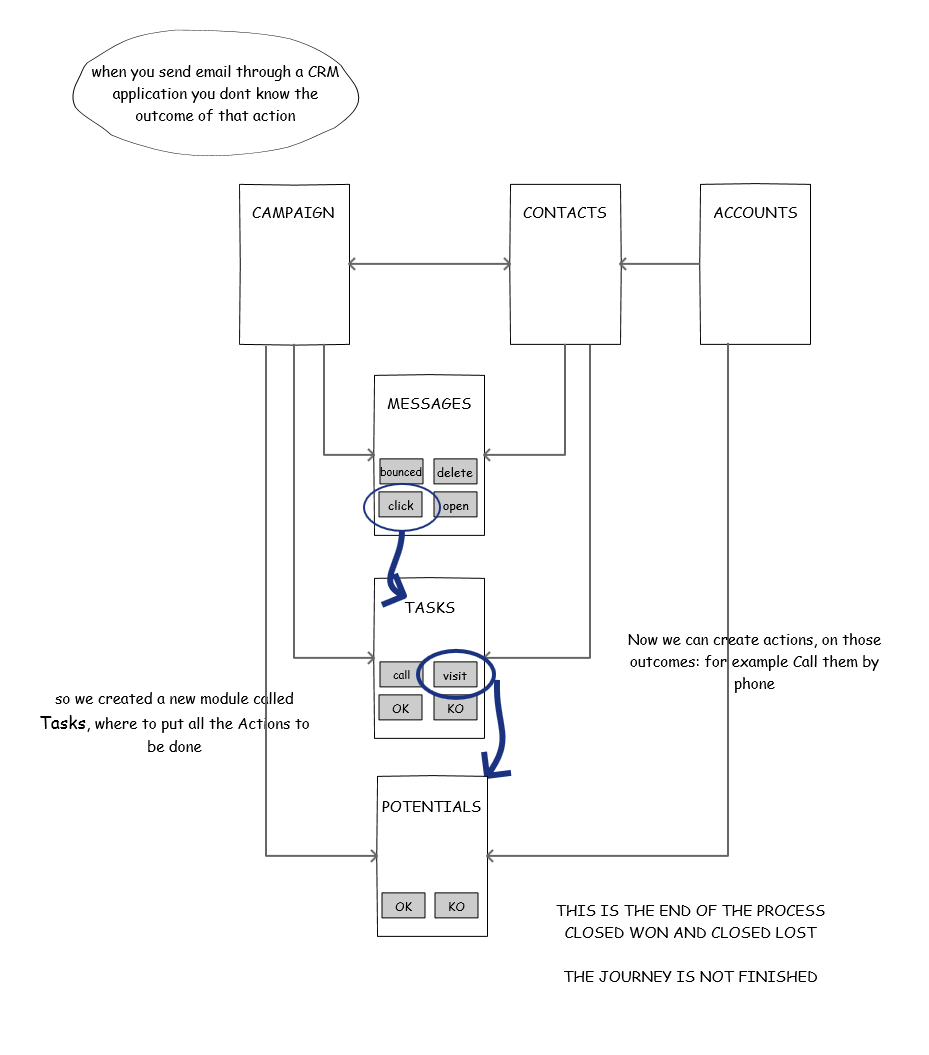 when you send email through a CRM
application you dont know the
outcome of that action
CAMPAIGN
CONTACTS
ACCOUNTS
MESSAGES
bounced
delete
click
open
TASKS
Now we can create actions, on those
outcomes: for example Call them by
phone
call
visit
OK
KO
so we created a new module called
Tasks, where to put all the Actions to
be done
POTENTIALS
OK
KO
THIS IS THE END OF THE PROCESS
CLOSED WON AND CLOSED LOST
THE JOURNEY IS NOT FINISHED